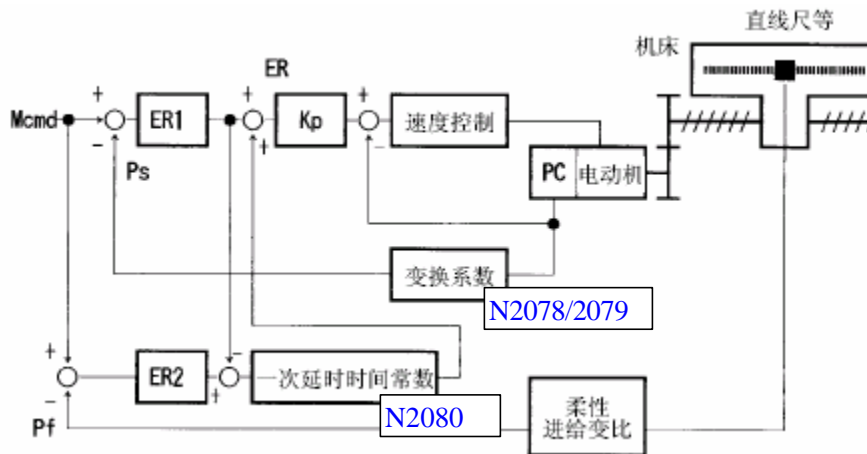 直线尺等
机床
ER
+ + +
Mcmd ER1 Kp 速度控制
- + -
Ps PC 电动机
变换系数
N2078/2079
+ -
ER2 一次延时时间常数
- +
N2080 柔性
Pf 进给变比